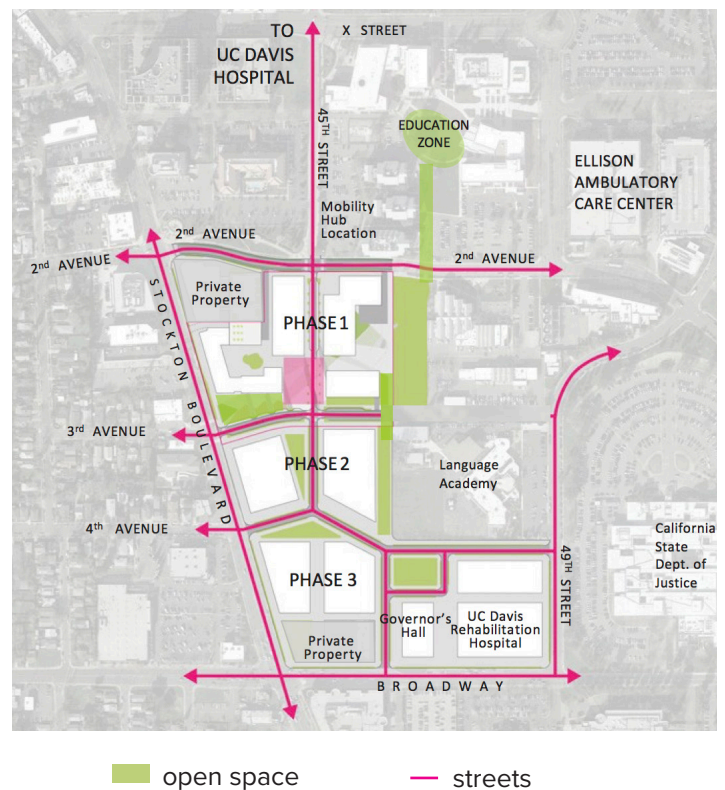 TO
UC DAVIS
HOSPITAL
X STREET
45TH STREET
EDUCATION
ZONE
ELLISON
AMBULATORY
CARE CENTER
Mobility
Hub
Location
2nd AVENUE
2nd AVENUE
2nd AVENUE
Private
Property
PHASE 1
STOCKTON BOULEVARD
3rd AVENUE
PHASE 2
Language
Academy
4th AVENUE
California
State
Dept. of
Justice
49TH STREET
PHASE 3
Governor's
Hall
UC Davis
Rehabilitation
Hospital
Private
Property
BROADWAY
open space
streets